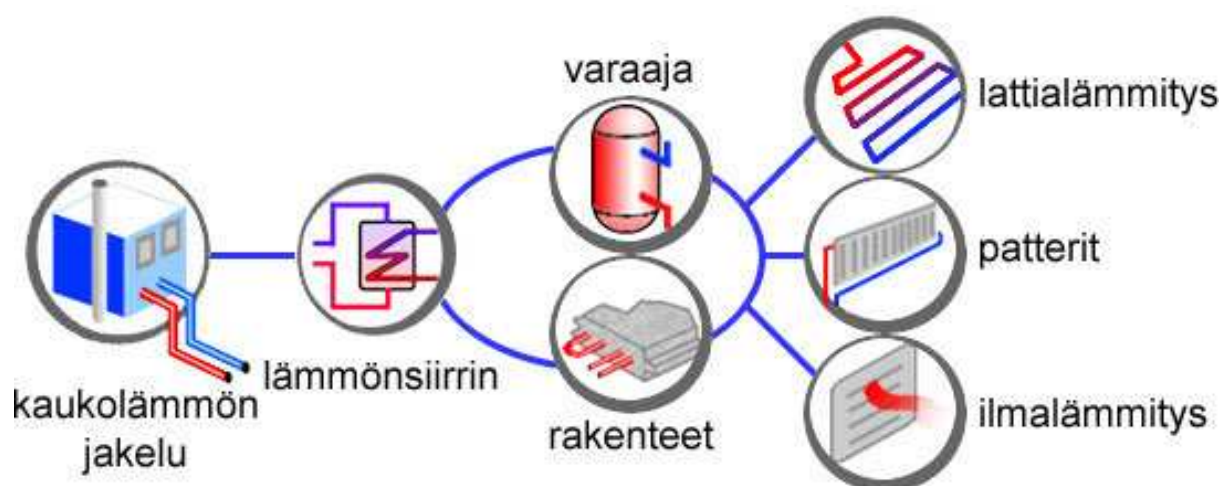 kaukolämmön
jakelu
lämmönsiirrin
varaaja
rakenteet
lattialämmitys
patterit
ilmalämmitys